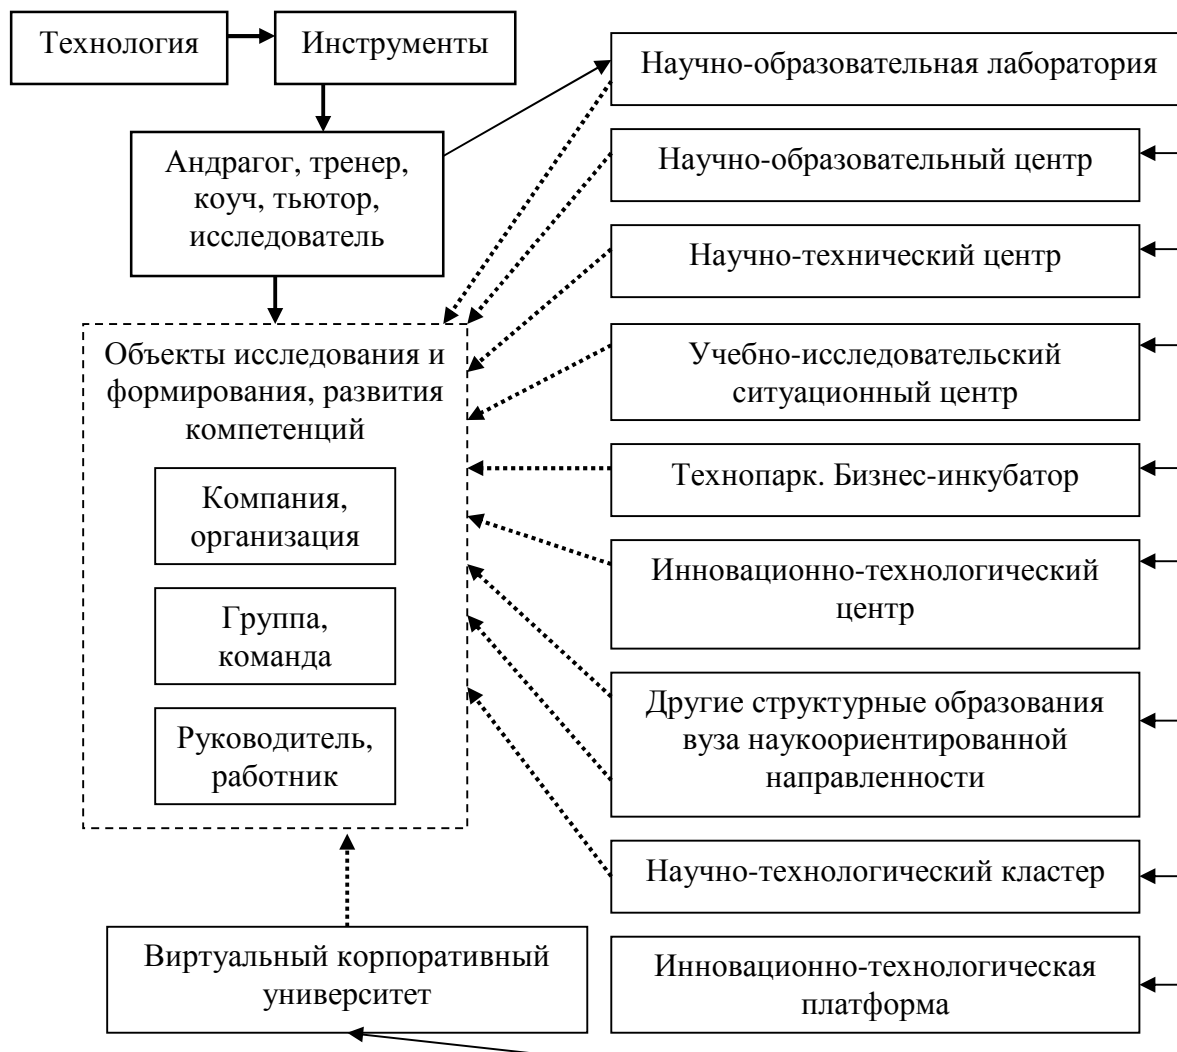 Технология
Инструменты
Андрагог, тренер,
коуч, тьютор,
исследователь
Объекты исследования и
формирования, развития
компетенций
Компания,
организация
Группа,
команда
Руководитель,
работник
Виртуальный корпоративный
университет
Научно-образовательная лаборатория
Научно-образовательный центр
Научно-технический центр
Учебно-исследовательский
ситуационный центр
Технопарк. Бизнес-инкубатор
Инновационно-технологический
центр
Другие структурные образования
вуза наукоориентированной
направленности
Научно-технологический кластер
Инновационно-технологическая
платформа